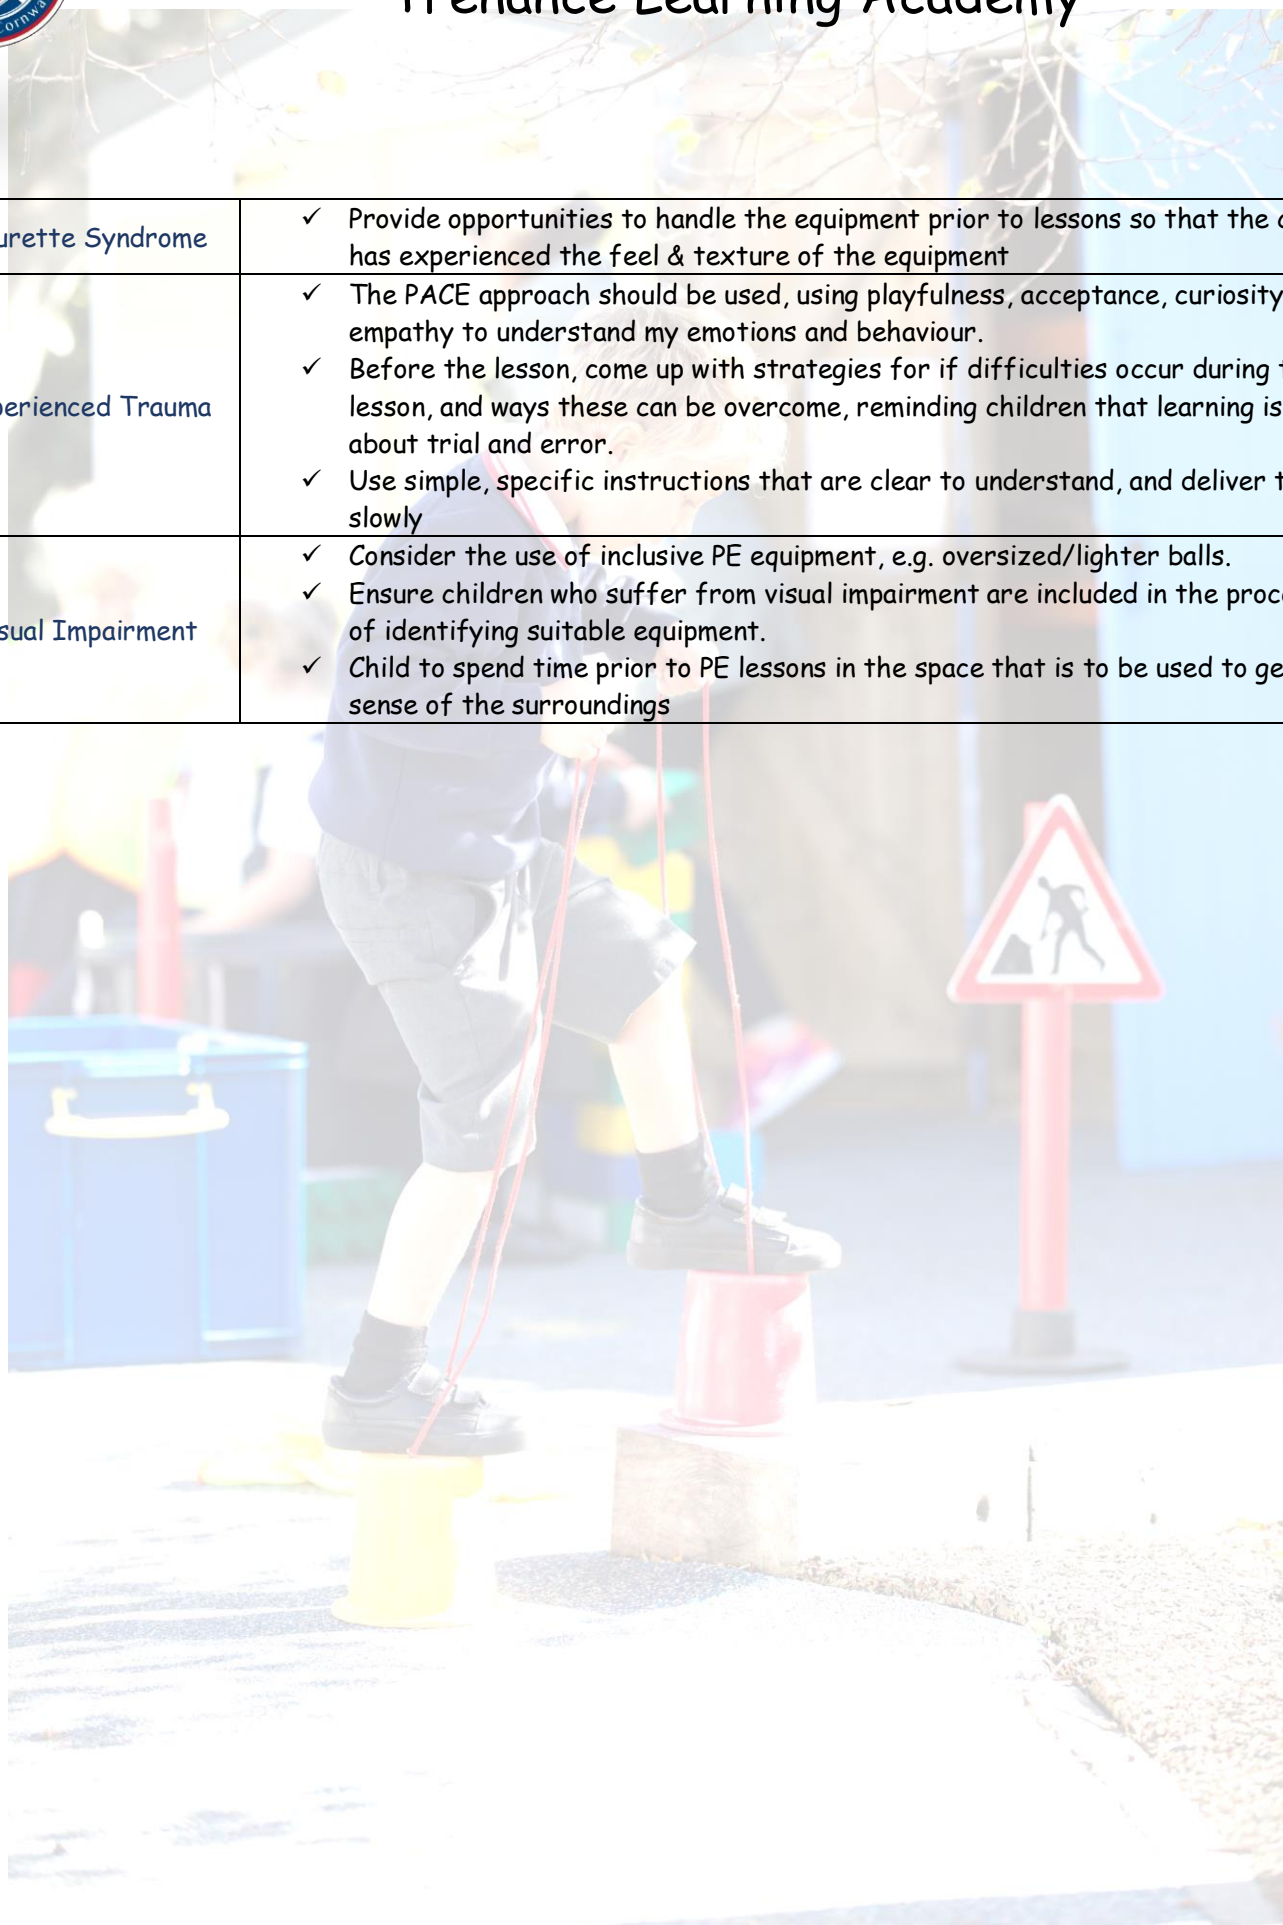 Cornwa
Trenance Learning Academy
urette Syndrome
✓ Provide opportunities to handle the equipment prior to lessons so that the
has experienced the feel & texture of the equipment
perienced Trauma
✓ The PACE approach should be used, using playfulness, acceptance, curiosity
empathy to understand my emotions and behaviour.
✓ Before the lesson, come up with strategies for if difficulties occur during
lesson, and ways these can be overcome, reminding children that learning is
about trial and error.
✓ Use simple, specific instructions that are clear to understand, and deliver
slowly
sual Impairment
✓ Consider the use of inclusive PE equipment, e.g. oversized/lighter balls.
✓ Ensure children who suffer from visual impairment are included in the proc
of identifying suitable equipment.
✓ Child to spend time prior to PE lessons in the space that is to be used to ge
sense of the surroundings